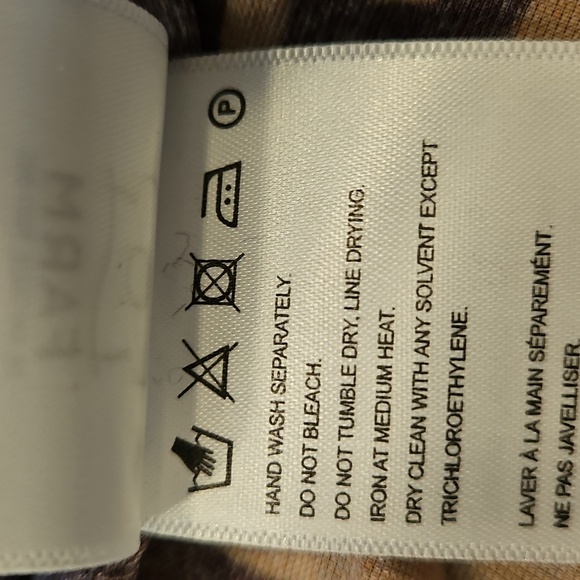 P
HAND WASH SEPARATELY.
DO NOT BLEACH.
DO NOT TUMBLE DRY. LINE DRYING.
IRON AT MEDIUM HEAT.
DRY CLEAN WITH ANY SOLVENT EXCEPT
TRICHLOROETHYLENE.
LAVER À LA MAIN SÉPAREMÉNT.
NE PAS JAVELLISER.